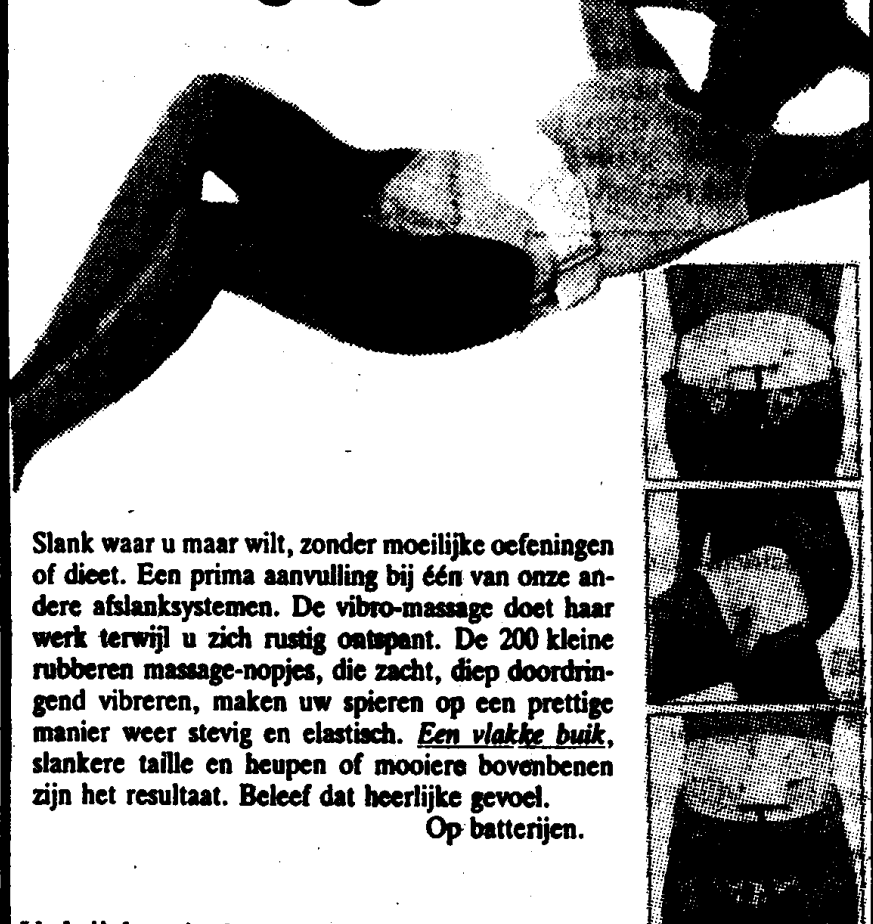 Slank waar u maar wilt, zonder moeilijke oefeningen
of dieet. Een prima aanvulling bij één van onze an-
dere afslanksystemen. De vibro-massage doet haar
werk terwijl u zich rustig ontspant. De 200 kleine
rubberen massage-nopjes, die zacht, diep doordrin-
gend vibreren, maken uw spieren op een prettige
manier weer stevig en elastisch. Een vlakke buik,
slankere taille en heupen of mooiere bovenbenen
zijn het resultaat. Beleef dat heerlijke gevoel.
Op batterijen.